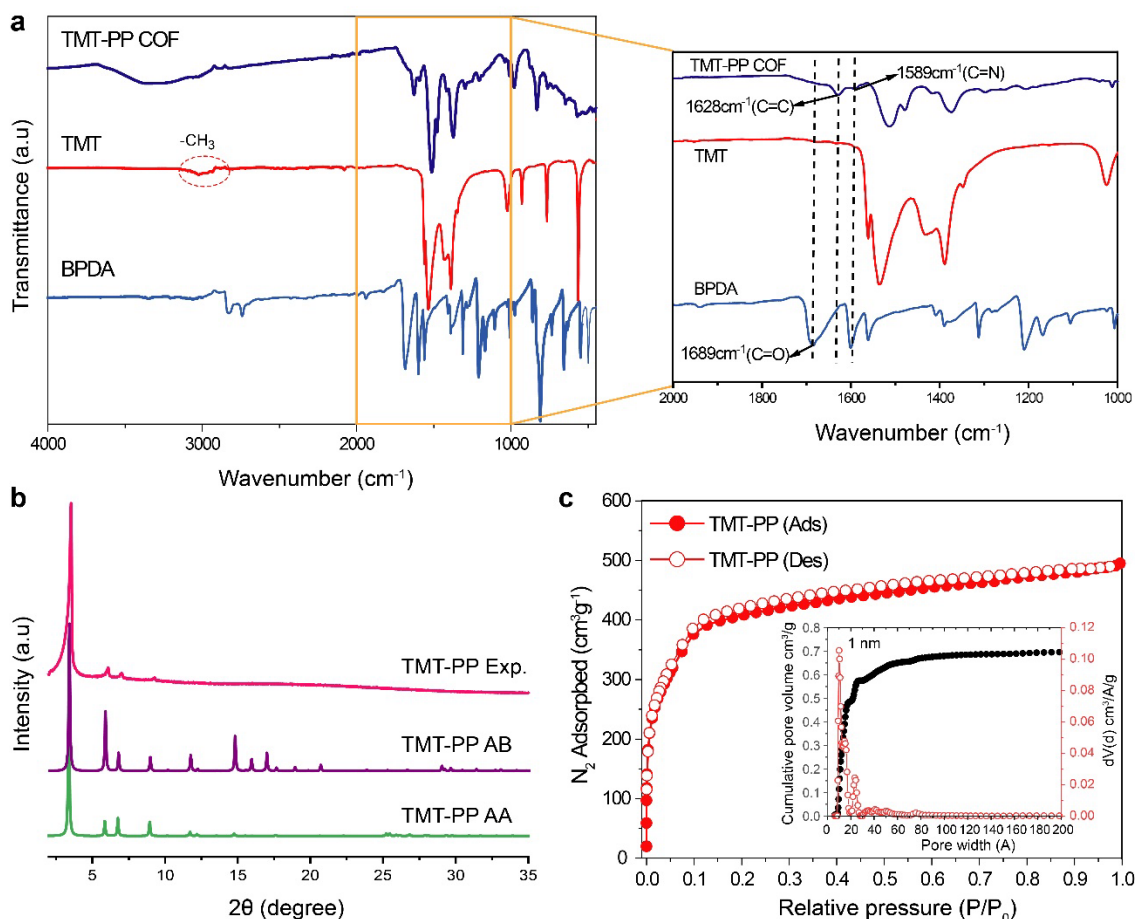 a
TMT-PP COF
TMT
-CH₃
BPDA
Transmittance (a.u)
4000 3000 2000 1000
Wavenumber (cm⁻¹)
TMT-PP COF
1589cm⁻¹(C=N)
1628cm⁻¹(C=C)
TMT
BPDA
1689cm⁻¹(C=O)
2000 1800 1600 1400 1200 1000
Wavenumber (cm⁻¹)
b
TMT-PP Exp.
TMT-PP AB
TMT-PP AA
Intensity (a.u)
5 10 15 20 25 30 35
2θ (degree)
c
TMT-PP (Ads)
TMT-PP (Des)
N₂ Adsorpbed (cm³g⁻¹)
600
500
400
300
200
100
0
0.0 0.1 0.2 0.3 0.4 0.5 0.6 0.7 0.8 0.9 1.0
Relative pressure (P/P₀)
1 nm
Cumulative pore volume cm³/g
0.8
0.7
0.6
0.5
0.4
0.3
0.2
0.1
0.0
0.12
0.10
0.08
0.06
0.04
0.02
0.00
dV(d) cm³/A/g
0 20 40 60 80 100 120 140 160 180 200
Pore width (A)